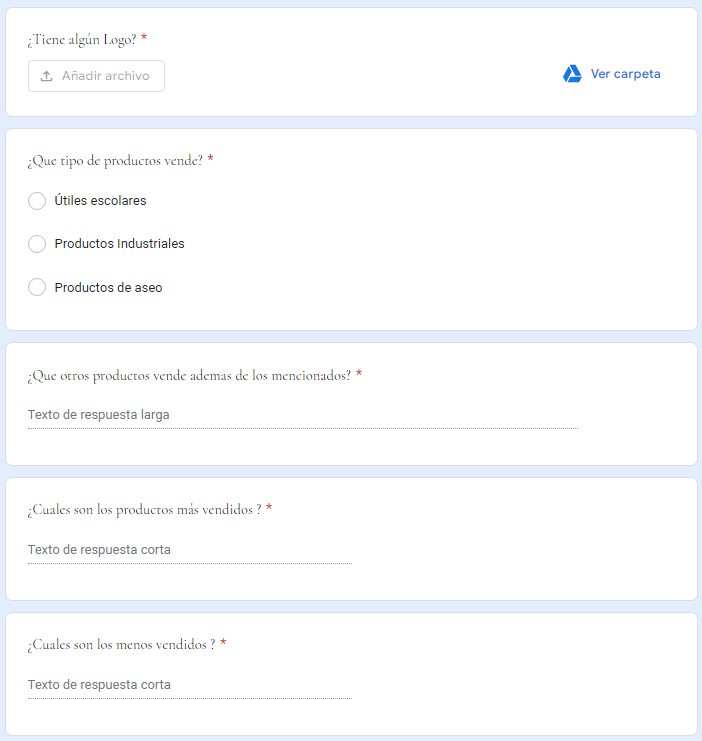 ¿Tiene algún Logo? *
Añadir archivo
Ver carpeta
¿Que tipo de productos vende? *
Útiles escolares
Productos Industriales
Productos de aseo
¿Que otros productos vende ademas de los mencionados? *
Texto de respuesta larga
¿Cuales son los productos más vendidos ? *
Texto de respuesta corta
¿Cuales son los menos vendidos ? *
Texto de respuesta corta